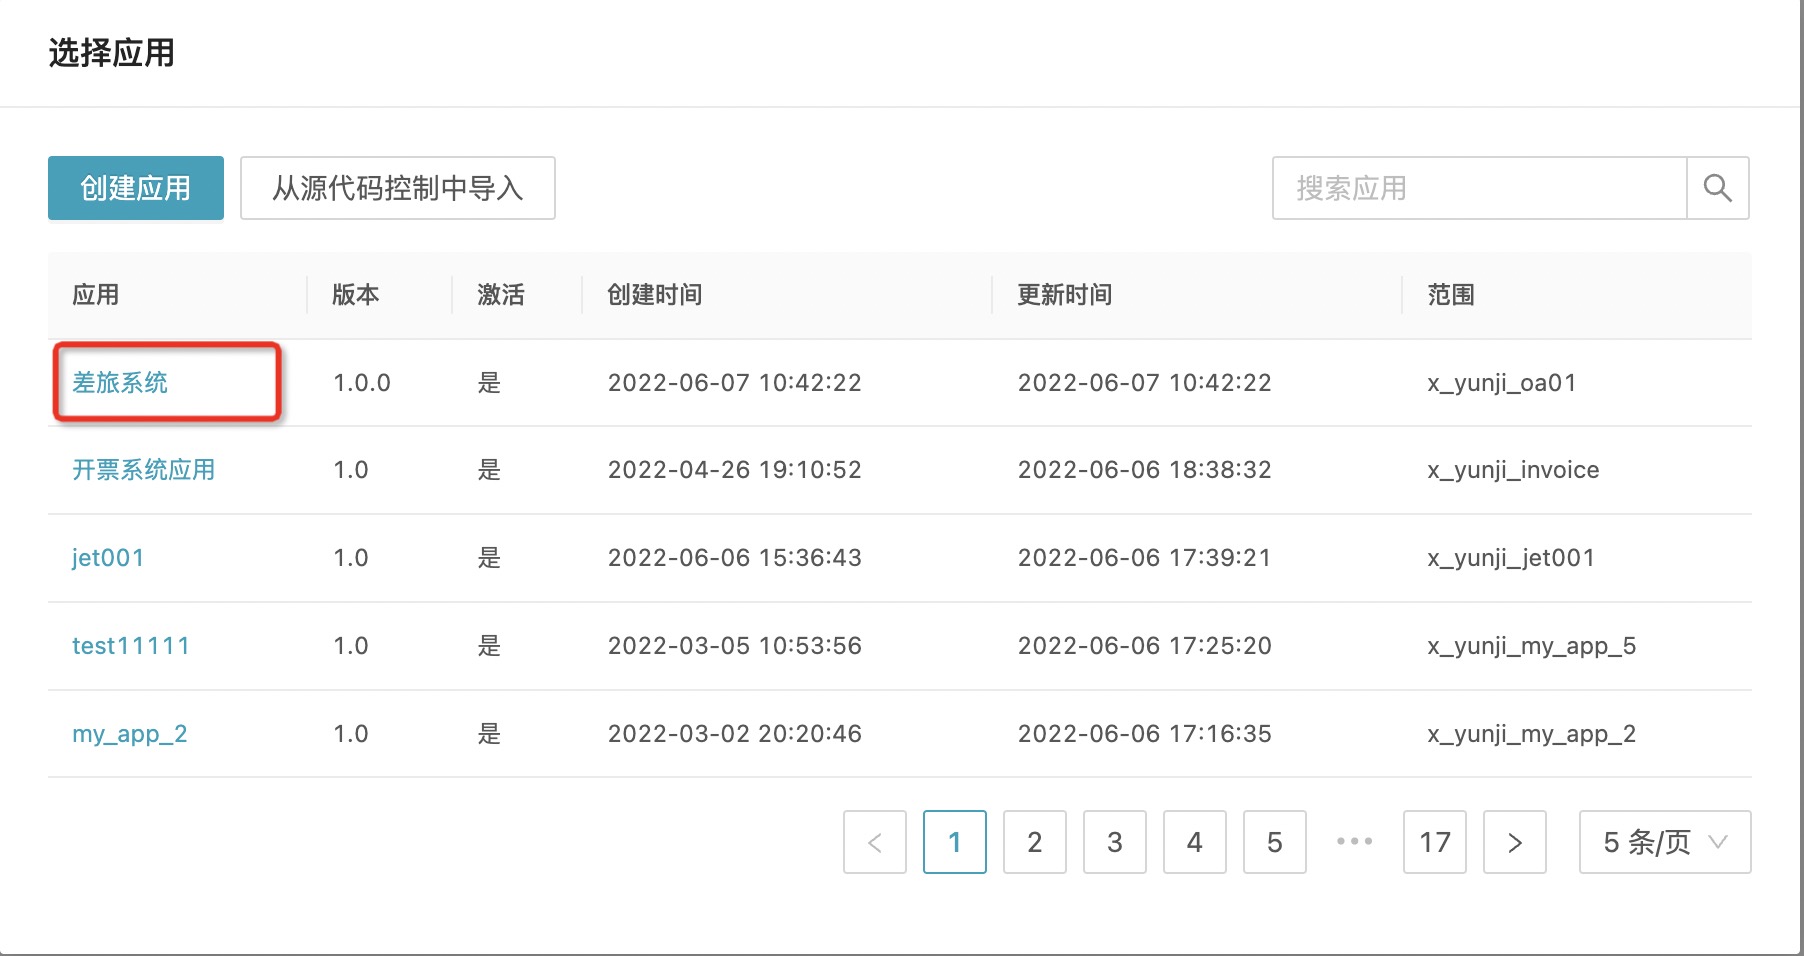 选择应用
创建应用 从源代码控制中导入 搜索应用
应用 版本 激活 创建时间 更新时间 范围
差旅系统 1.0.0 是 2022-06-07 10:42:22 2022-06-07 10:42:22 x_yunji_oa01
开票系统应用 1.0 是 2022-04-26 19:10:52 2022-06-06 18:38:32 x_yunji_invoice
jet001 1.0 是 2022-06-06 15:36:43 2022-06-06 17:39:21 x_yunji_jet001
test11111 1.0 是 2022-03-05 10:53:56 2022-06-06 17:25:20 x_yunji_my_app_5
my_app_2 1.0 是 2022-03-02 20:20:46 2022-06-06 17:16:35 x_yunji_my_app_2
< 1 2 3 4 5 ••• 17 > 5 条/页